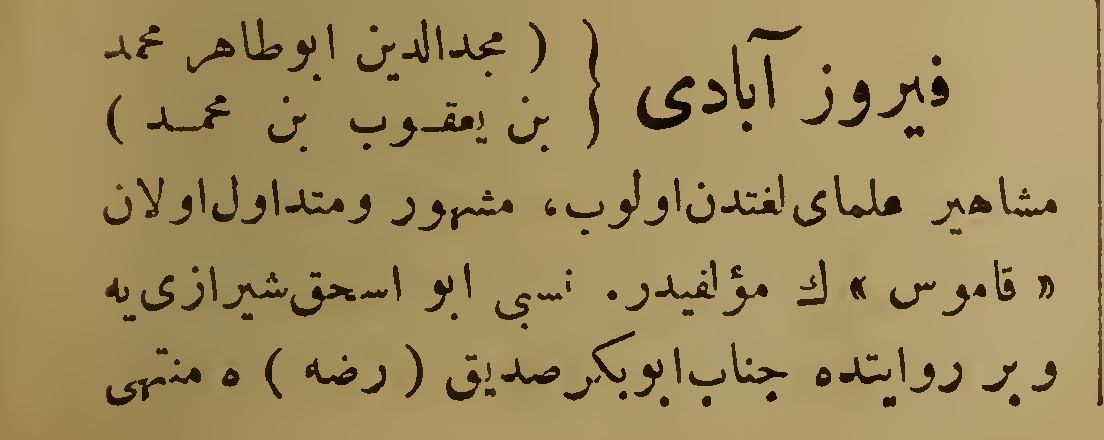 فیروز آبادی { ( مجدالدین ابوطاهر محمد
بن یعقوب بن محمد )
مشاهیر علمای لغتدن اولوب، مشهور ومتداول اولان
« قاموس » ك مؤلفیدر. نسبی ابو اسحق شیرازی یه
و بر روایتده جناب ابوبکر صدیق ( رضه ) ه منتهی